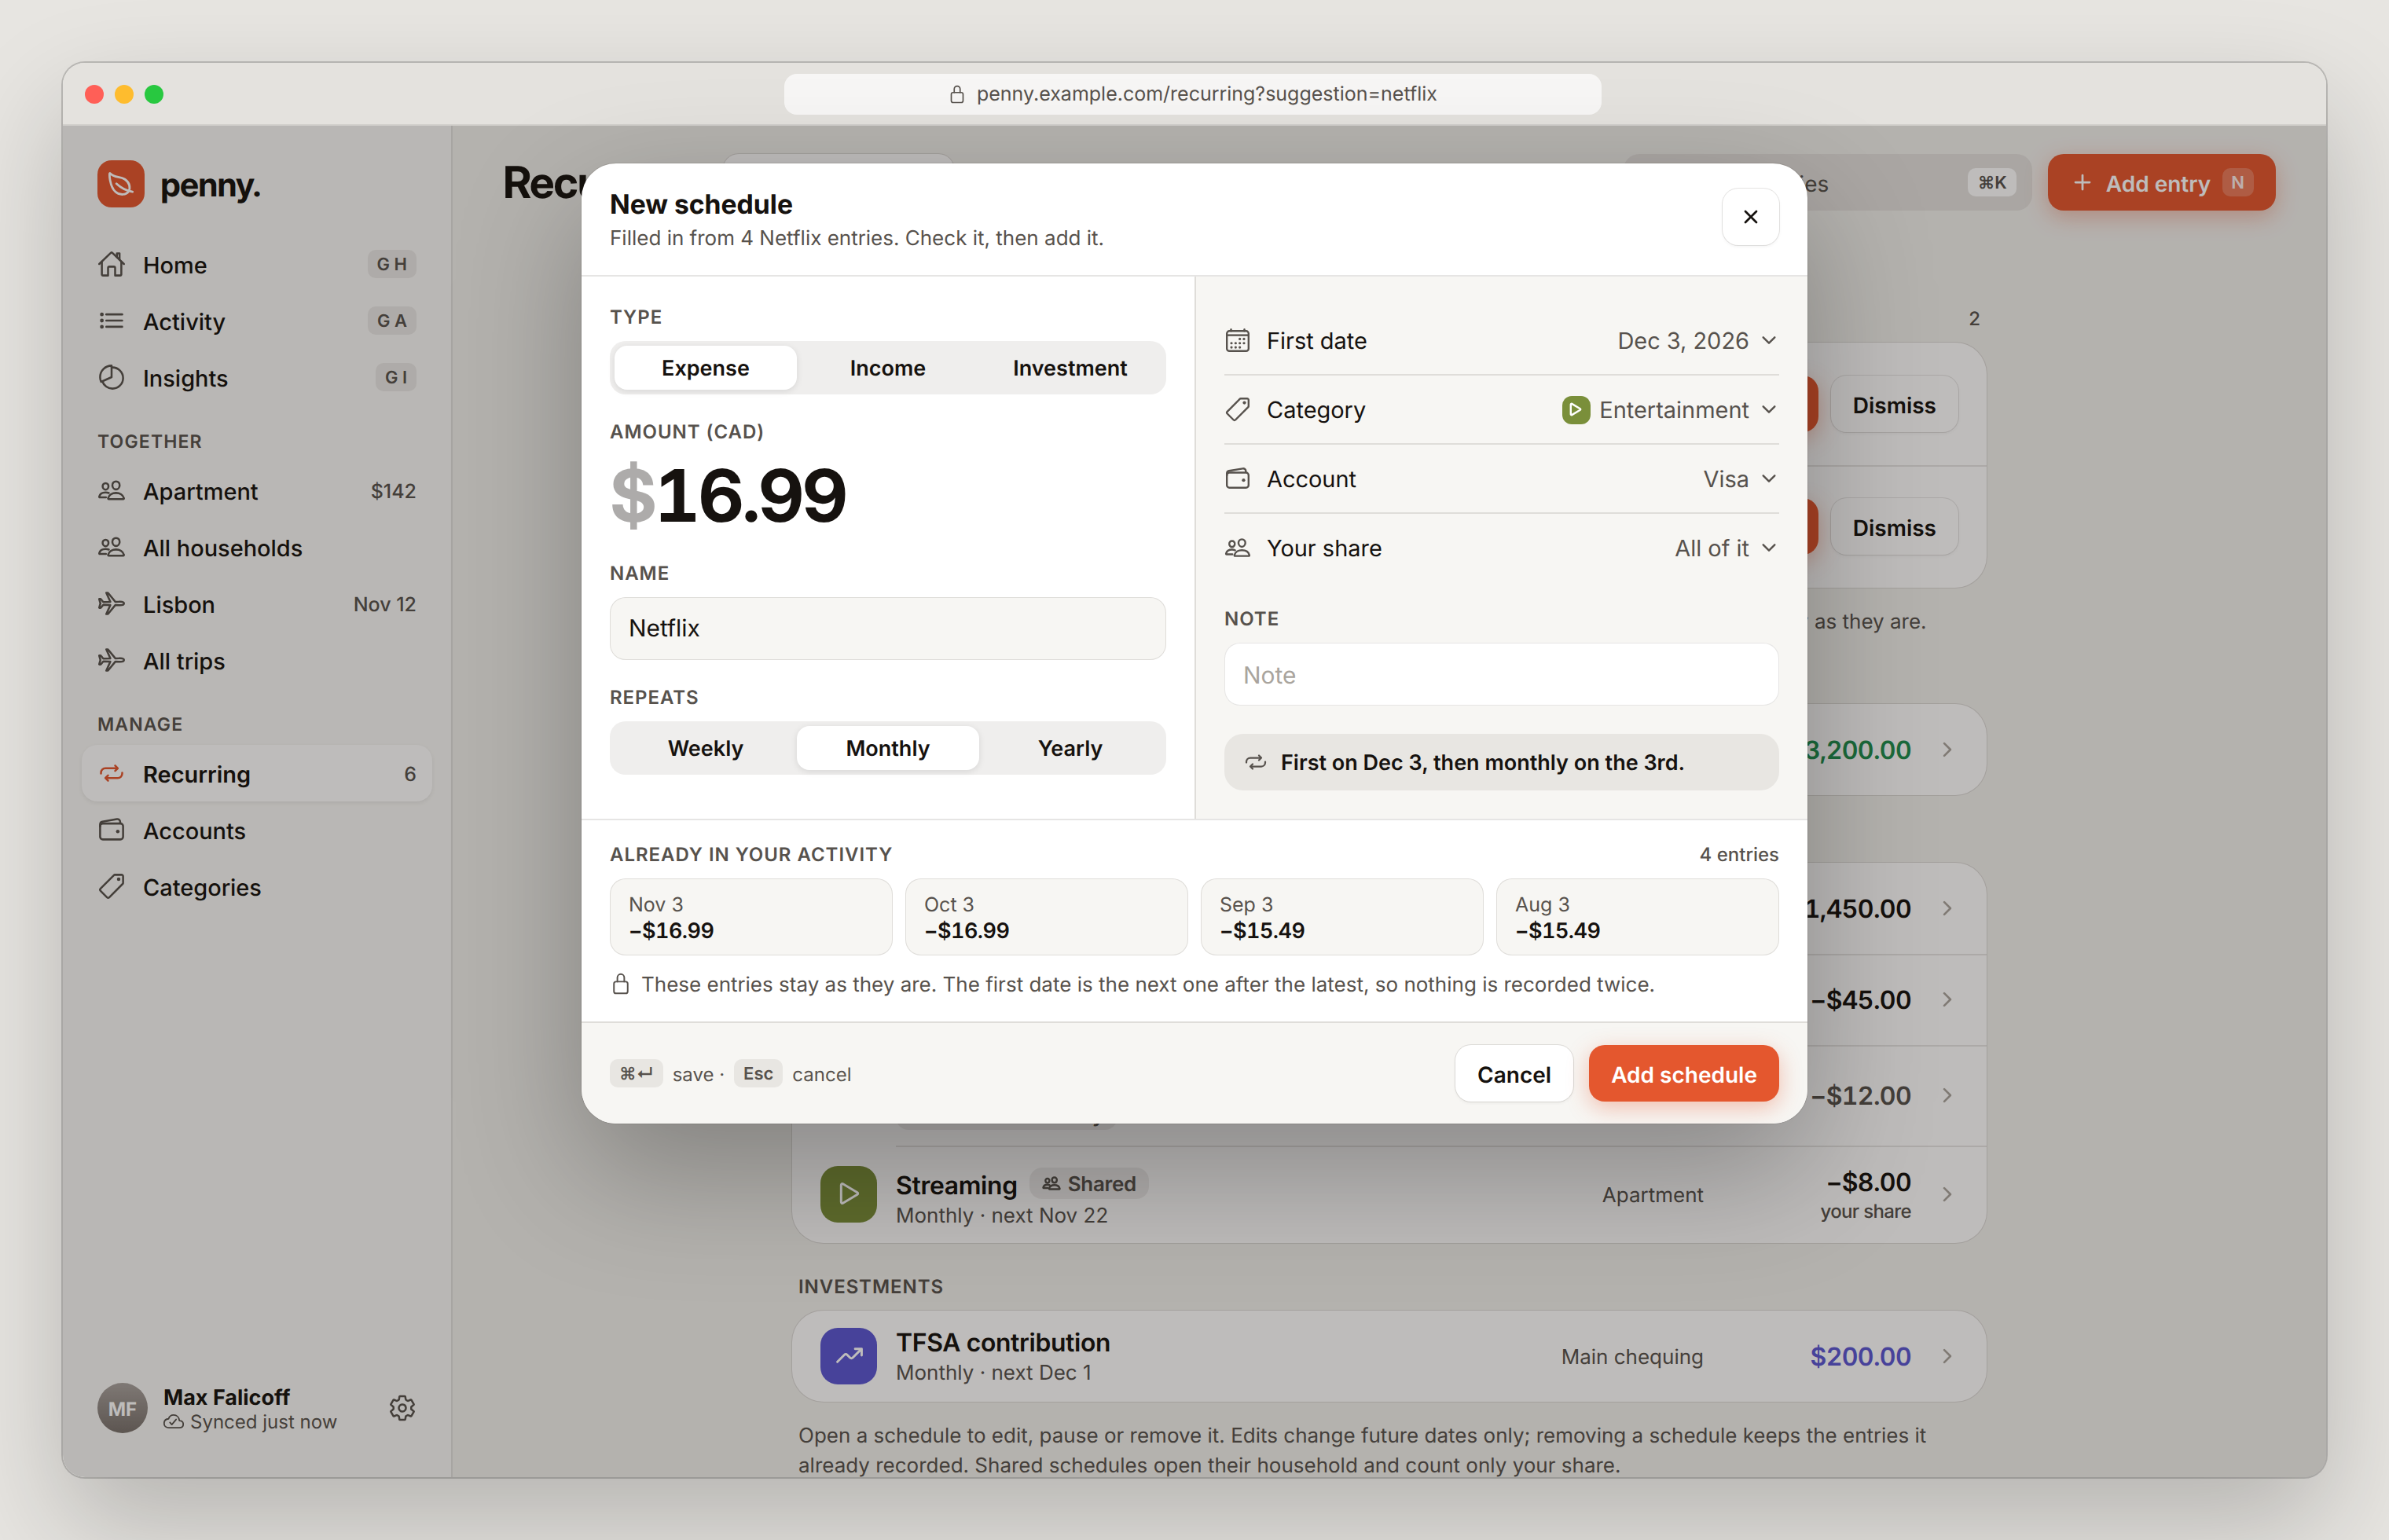 penny.example.com/recurring?suggestion=netflix
penny.
Home G H
Activity G A
Insights G I
TOGETHER
Apartment $142
All households
Lisbon Nov 12
All trips
MANAGE
Recurring 6
Accounts
Categories
MF
Max Falicoff
Synced just now
⌘K
+ Add entry N
2
Dismiss
Dismiss
as they are.
3,200.00
1,450.00
–$45.00
–$12.00
New schedule
Filled in from 4 Netflix entries. Check it, then add it.
TYPE
Expense Income Investment
AMOUNT (CAD)
$16.99
NAME
Netflix
REPEATS
Weekly Monthly Yearly
First date Dec 3, 2026
Category Entertainment
Account Visa
Your share All of it
NOTE
Note
First on Dec 3, then monthly on the 3rd.
ALREADY IN YOUR ACTIVITY 4 entries
Nov 3
–$16.99
Oct 3
–$16.99
Sep 3
–$15.49
Aug 3
–$15.49
These entries stay as they are. The first date is the next one after the latest, so nothing is recorded twice.
⌘↵ save · Esc cancel
Cancel
Add schedule
Streaming Shared
Monthly · next Nov 22
Apartment
–$8.00
your share
INVESTMENTS
TFSA contribution
Monthly · next Dec 1
Main chequing
$200.00
Open a schedule to edit, pause or remove it. Edits change future dates only; removing a schedule keeps the entries it
already recorded. Shared schedules open their household and count only your share.